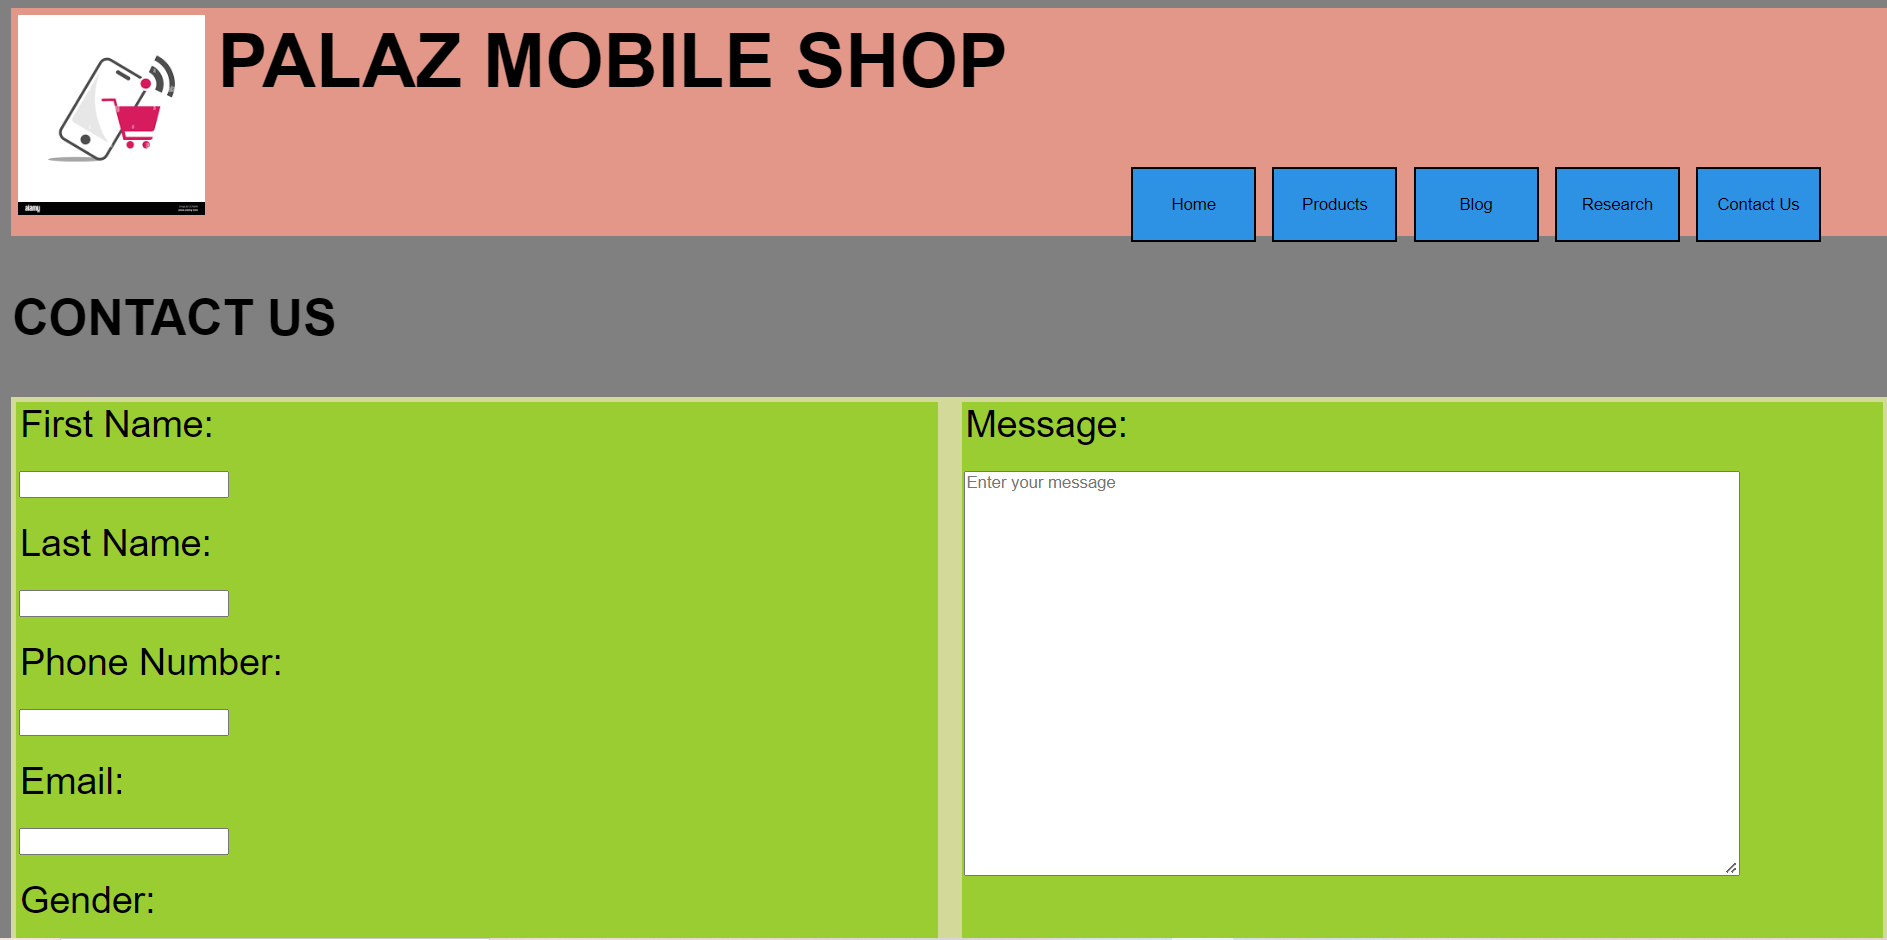 PALAZ MOBILE SHOP
alamy
Home Products Blog Research Contact Us
CONTACT US
First Name:
Last Name:
Phone Number:
Email:
Gender:
Message:
Enter your message